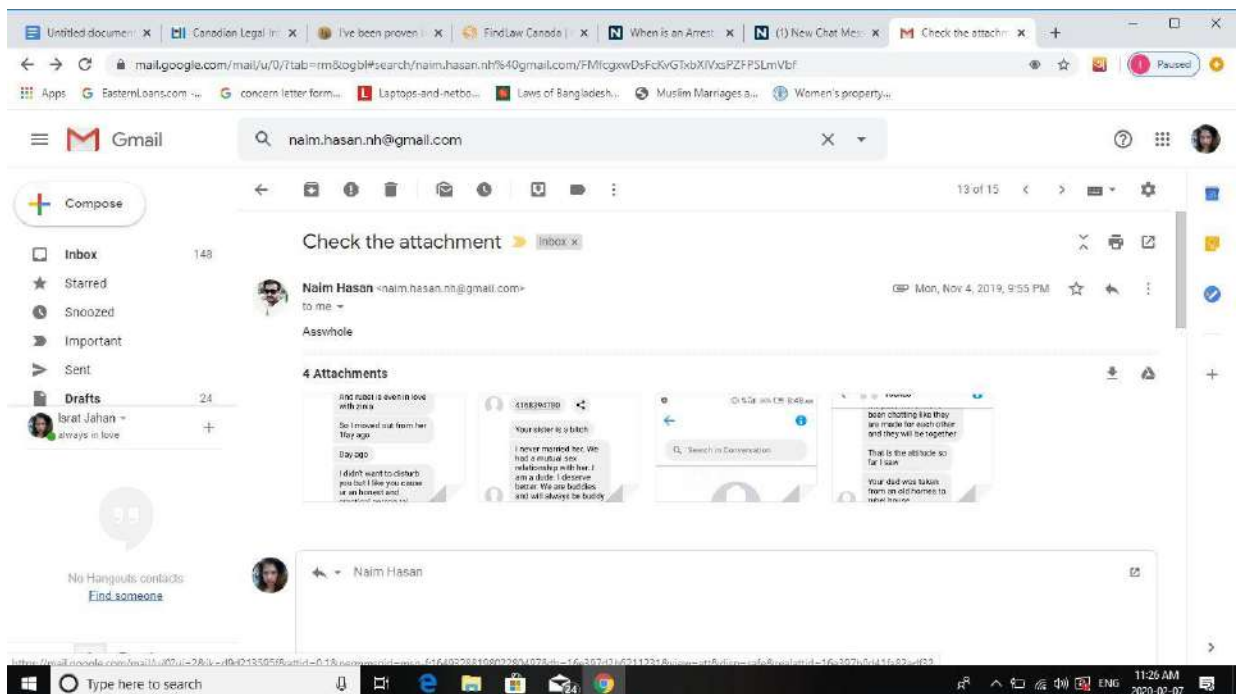 Untitled documen
Canadian Legal In
I've been proven
FindLaw Canada |
When is an Arrest
(1) New Chat Mes
Check the attachm
mail.google.com/mail/u/0/?tab=rm&ogbl#search/naim.hasan.nh%40gmail.com/
Paused
Apps
EasternLoans.com -...
concern letter form...
Laptops-and-netbo...
Laws of Bangladesh...
Muslim Marriages a...
Women's property...
Gmail
naim.hasan.nh@gmail.com
Compose
13 of 15
Check the attachment
Inbox x
Inbox 148
Starred
Snoozed
Important
Sent
Drafts 24
Naim Hasan <naim.hasan.nh@gmail.com>
Mon, Nov 4, 2019, 9:55 PM
to me
Asswhole
4 Attachments
And rubel is even in love
with zinia
So I moved out from her
1day ago
Day ago
I didn't want to disturb
you but I like you cause
ur an honest and
Your sister is a bitch
I never married her. We
had a mutual sex
relationship with her. I
am a dude. I deserve
better. We are buddies
and will always be buddy
Search in Conversation
been chatting like they
are made for each other
and they will be together
That is the attitude so
far I saw
Your dad was taken
from an old homes to
rubel house
Israt Jahan
always in love
No Hangouts contacts
Find someone
Naim Hasan
Type here to search
24
ENG
11:26 AM
2020-02-07